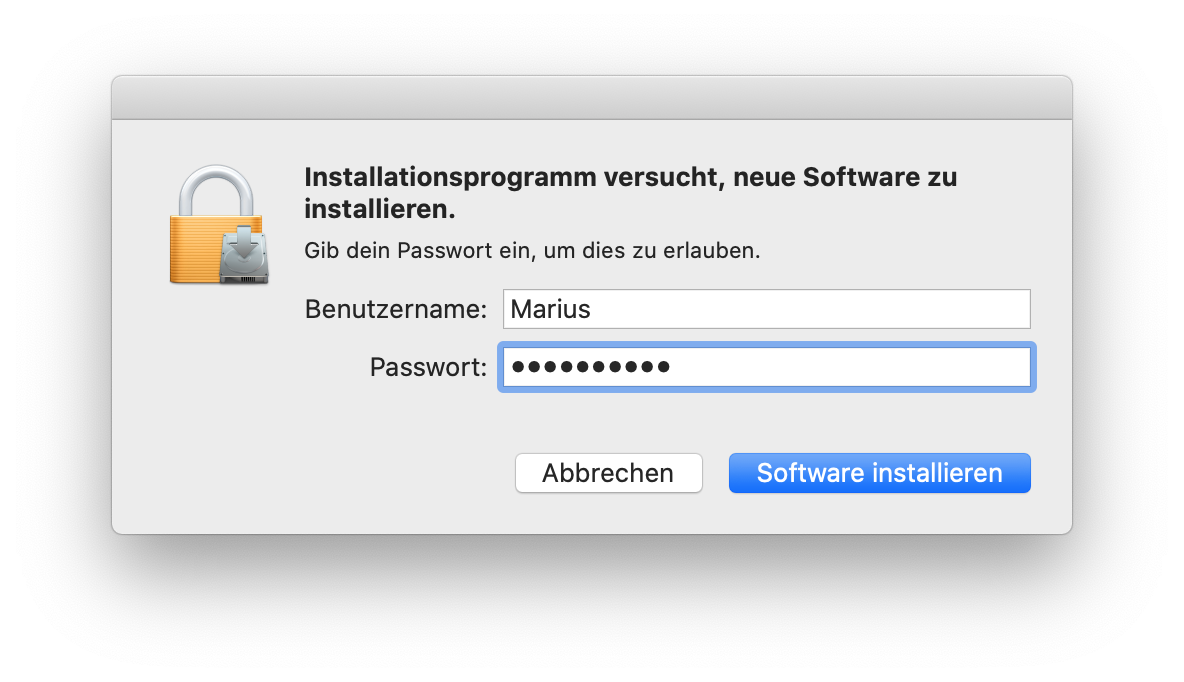 Installationsprogramm versucht, neue Software zu
installieren.
Gib dein Passwort ein, um dies zu erlauben.
Benutzername: Marius
Passwort: ●●●●●●●●●●
Abbrechen Software installieren